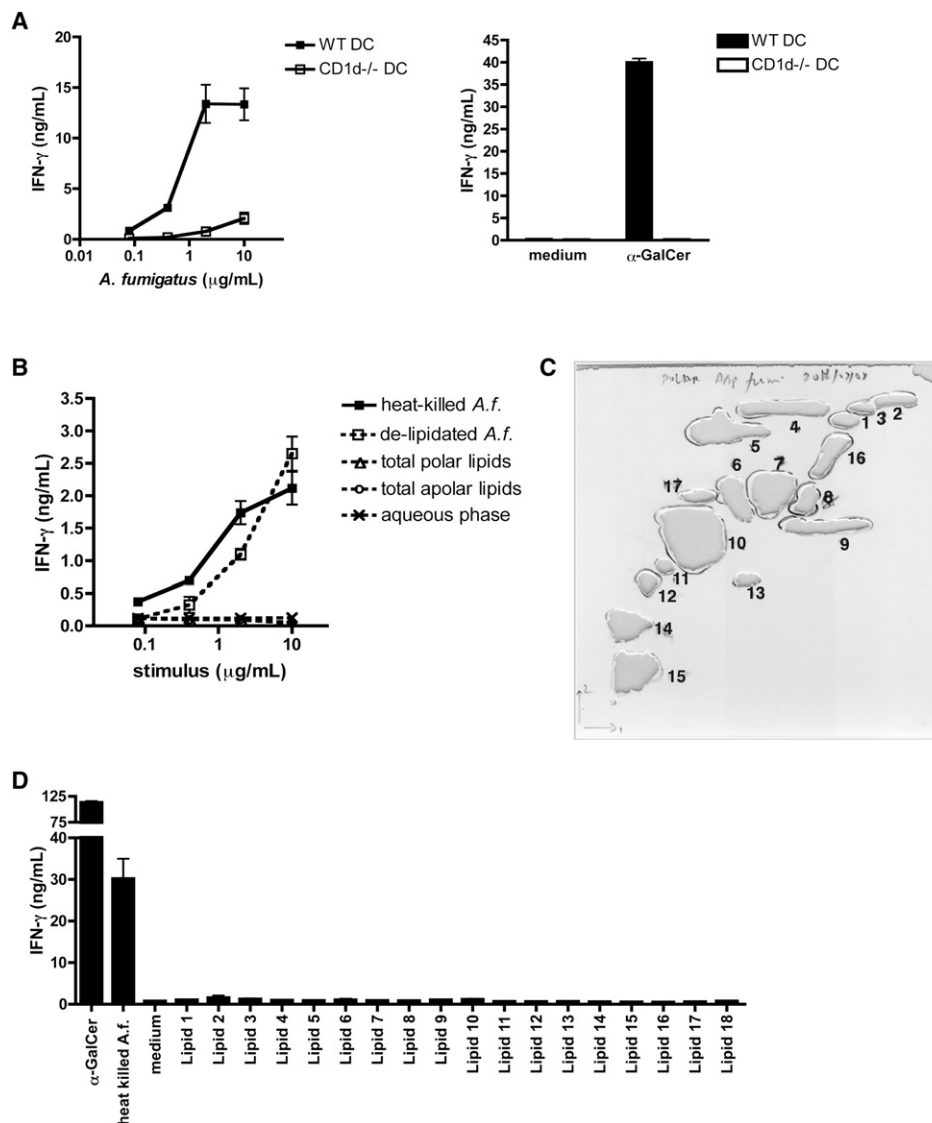 A
WT DC
CD1d-/- DC
IFN-γ (ng/mL)
20
15
10
5
0
0.01
0.1
1
10
A. fumigatus (μg/mL)
WT DC
CD1d-/- DC
IFN-γ (ng/mL)
45
40
35
30
25
20
15
10
5
0
medium
α-GalCer
B
heat-killed A.f.
de-lipidated A.f.
total polar lipids
total apolar lipids
aqueous phase
IFN-γ (ng/mL)
3.5
3.0
2.5
2.0
1.5
1.0
0.5
0.0
0.1
1
10
stimulus (μg/mL)
C
1
3
2
4
5
16
6
7
17
8
9
10
11
12
13
14
15
2
1
D
IFN-γ (ng/mL)
125
75
40
30
20
10
0
α-GalCer
heat killed A.f.
medium
Lipid 1
Lipid 2
Lipid 3
Lipid 4
Lipid 5
Lipid 6
Lipid 7
Lipid 8
Lipid 9
Lipid 10
Lipid 11
Lipid 12
Lipid 13
Lipid 14
Lipid 15
Lipid 16
Lipid 17
Lipid 18